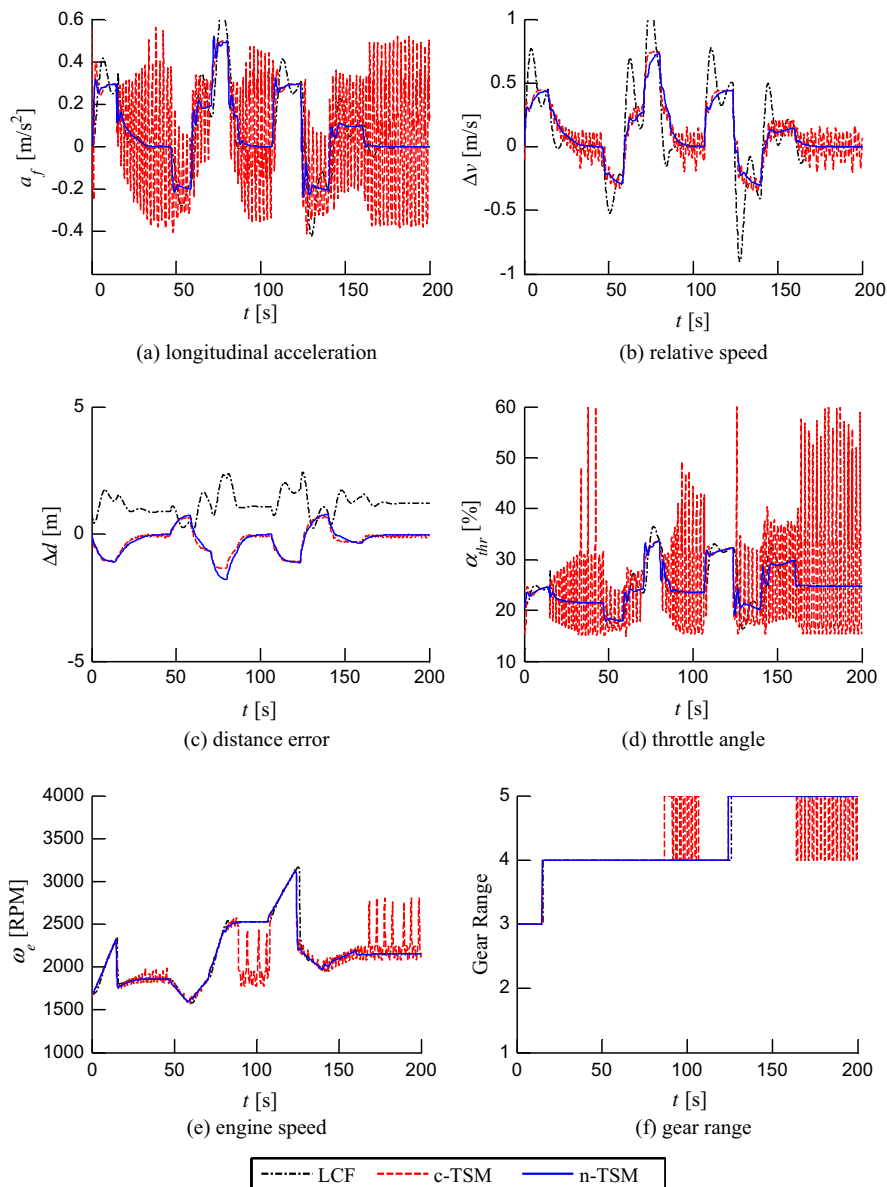 0.6
0.4
0.2
0
-0.2
-0.4
a_f [m/s²]
0 50 100 150 200
t [s]
(a) longitudinal acceleration
1
0.5
0
-0.5
-1
Δv [m/s]
0 50 100 150 200
t [s]
(b) relative speed
5
0
-5
Δd [m]
0 50 100 150 200
t [s]
(c) distance error
60
50
40
30
20
10
α_thr [%]
0 50 100 150 200
t [s]
(d) throttle angle
4000
3500
3000
2500
2000
1500
1000
ω_e [RPM]
0 50 100 150 200
t [s]
(e) engine speed
5
4
3
2
1
Gear Range
0 50 100 150 200
t [s]
(f) gear range
LCF c-TSM n-TSM